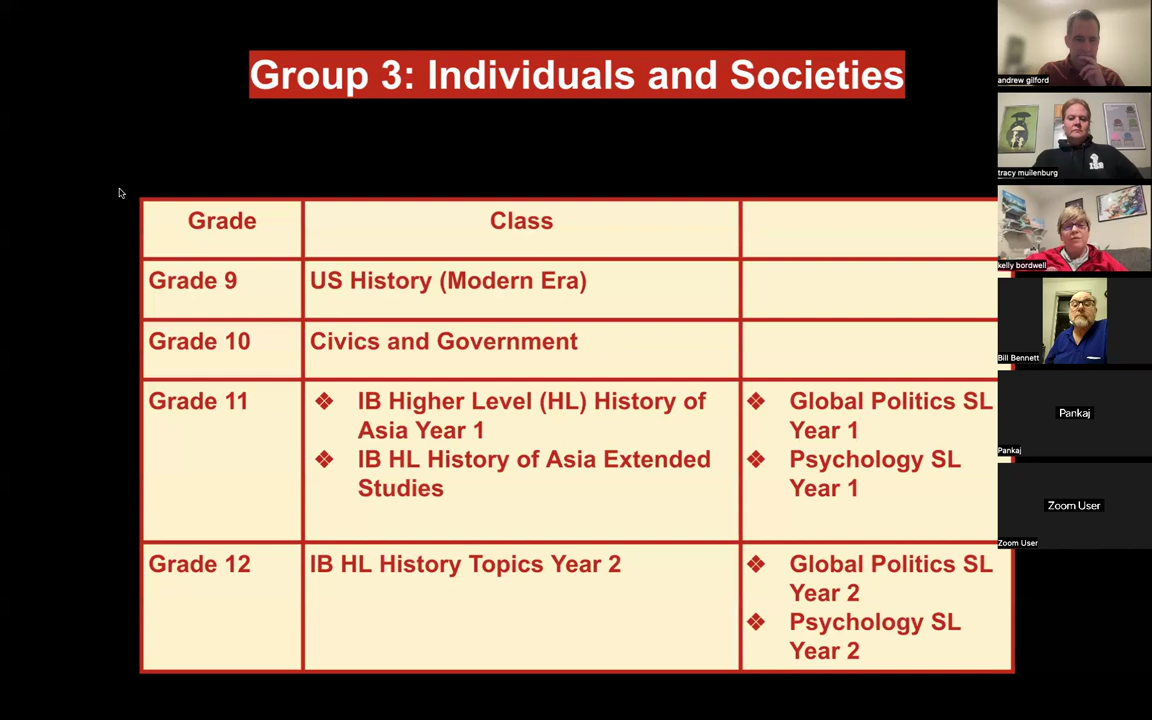 Group 3: Individuals and Societies
Grade
Class
Grade 9
US History (Modern Era)
Grade 10
Civics and Government
Grade 11
❖ IB Higher Level (HL) History of
Asia Year 1
❖ IB HL History of Asia Extended
Studies
❖ Global Politics SL
Year 1
❖ Psychology SL
Year 1
Grade 12
IB HL History Topics Year 2
❖ Global Politics SL
Year 2
❖ Psychology SL
Year 2
andrew gilford
tracy muilenburg
kelly bordwell
Bill Bennett
Pankaj
Pankaj
Zoom User
Zoom User